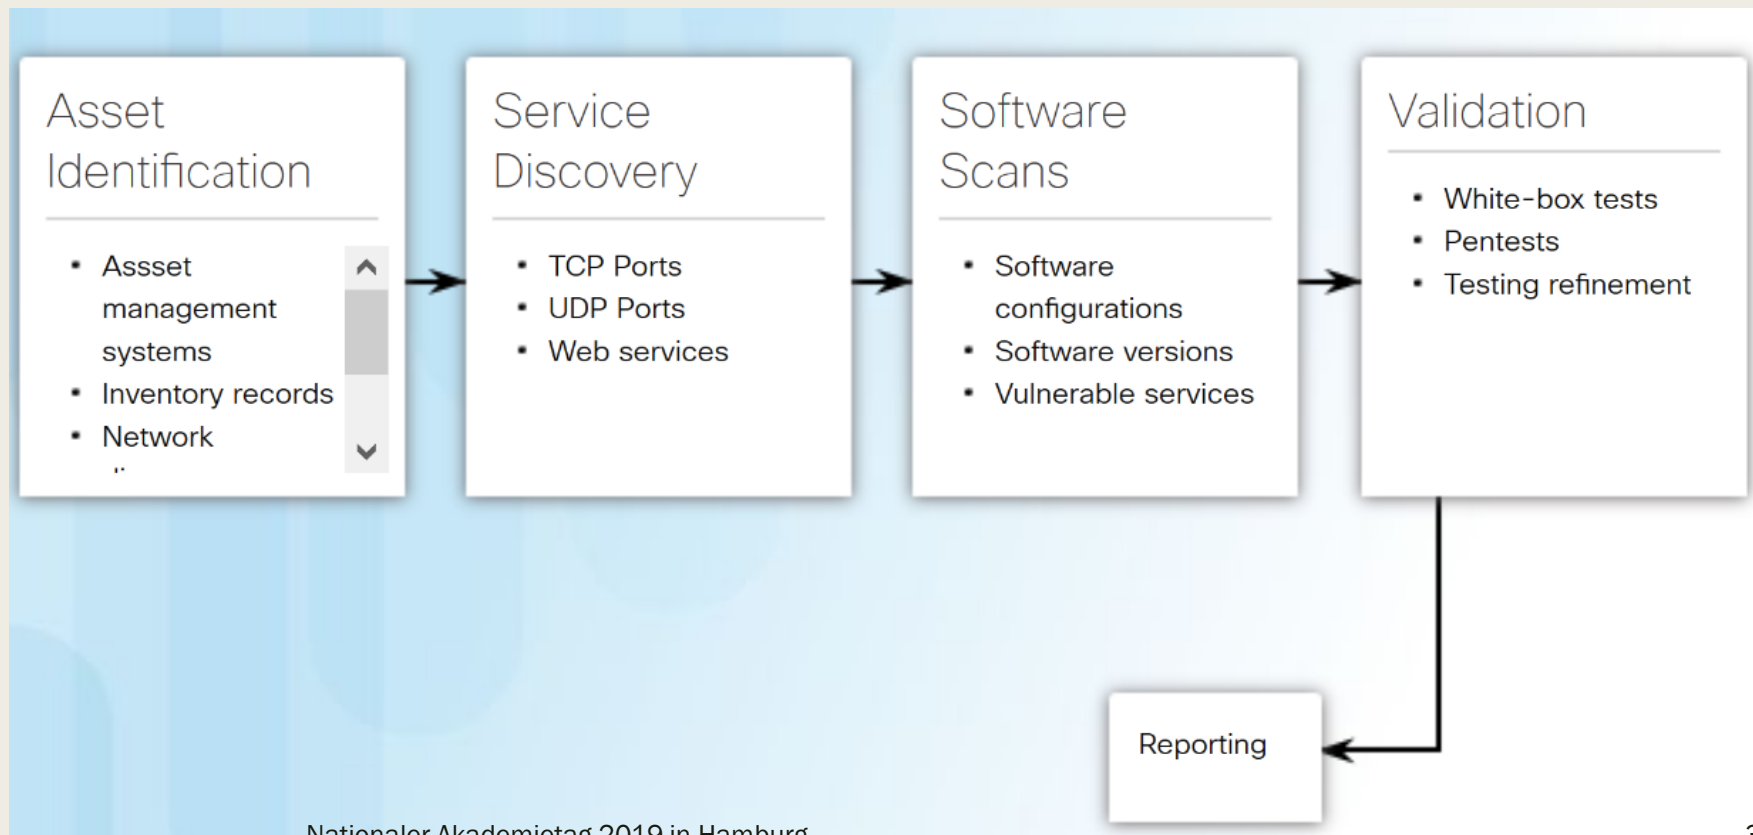 Asset
Identification
Assset
management
systems
Inventory records
Network
Service
Discovery
TCP Ports
UDP Ports
Web services
Software
Scans
Software
configurations
Software versions
Vulnerable services
Validation
White-box tests
Pentests
Testing refinement
Reporting
Nationaler Akademietag 2019 in Hamburg